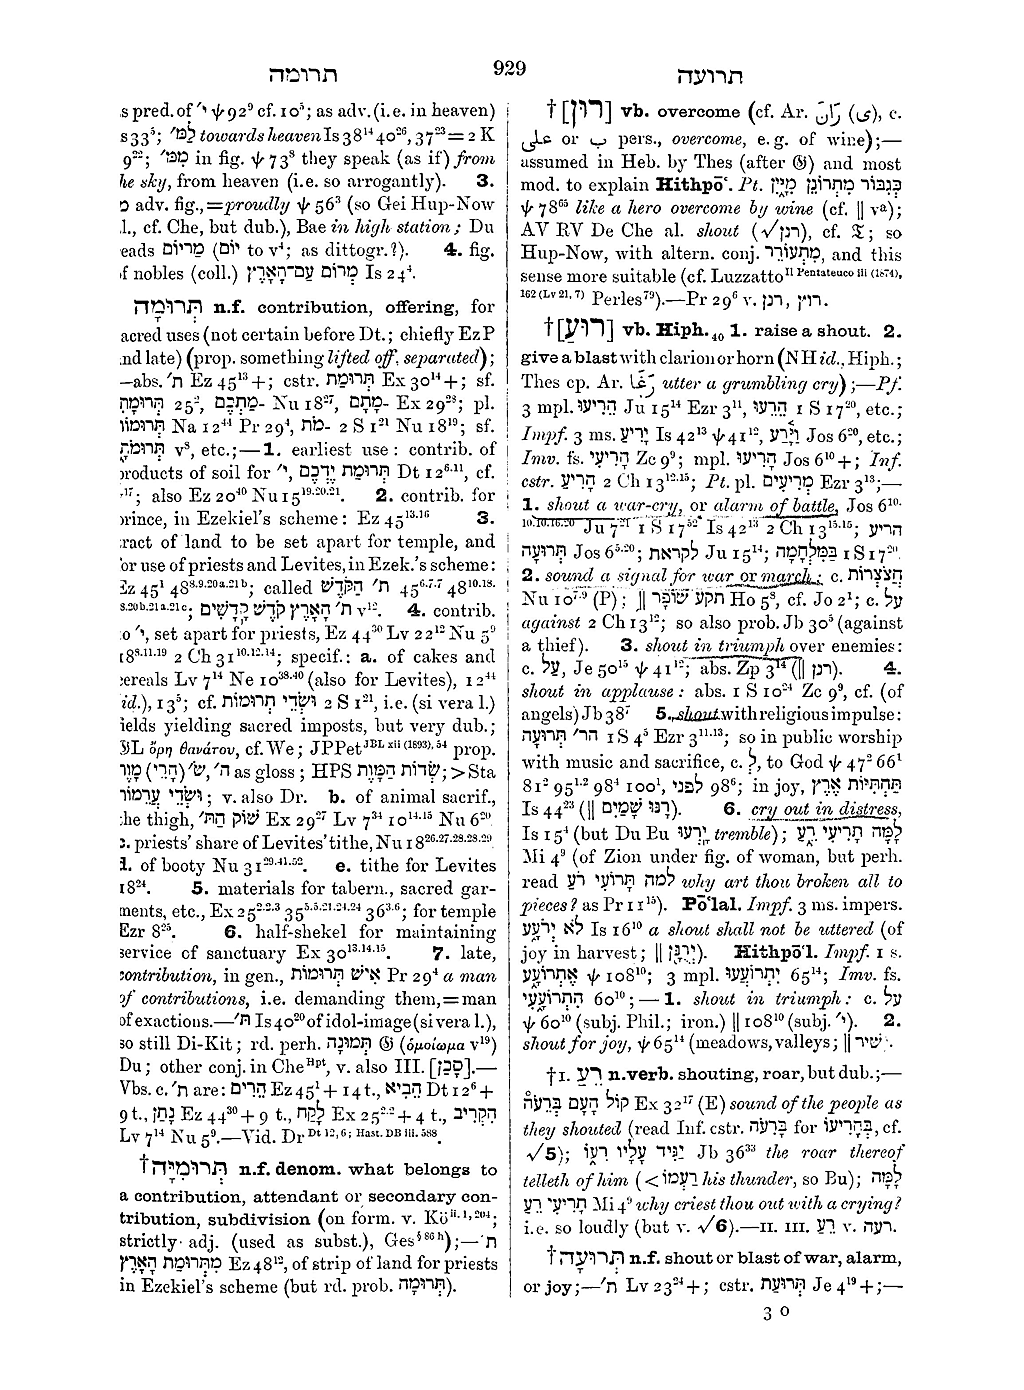 תרומה
929
תרועה
s pred. of ′י ψ 92⁹ cf. 10⁵; as adv. (i.e. in heaven)
s 33⁵; ′לַמּ towards heaven Is 38¹⁴ 40²⁶, 37²³ = 2 K
9²²; ′מִמּ in fig. ψ 73⁸ they speak (as if) from
he sky, from heaven (i.e. so arrogantly). 3.
adv. fig., = proudly ψ 56³ (so Gei Hup-Now
l., cf. Che, but dub.), Bae in high station; Du
eads מריום (יום to v⁴; as dittogr.?). 4. fig.
of nobles (coll.) מְרוֹם עַם־הָאָרֶץ Is 24⁴.
תְּרוּמָה n.f. contribution, offering, for
acred uses (not certain before Dt.; chiefly Ez P
nd late) (prop. something lifted off, separated);
—abs. ′ת Ez 45¹³ +; cstr. תְּרוּמַת Ex 30¹⁴ +; sf.
תְּרוּמָתִי 25², -מַתְכֶם Nu 18²⁷, -מָתָם Ex 29²⁸; pl.
Na 12⁴⁴ Pr 29⁴, -מֹת 2 S 1²¹ Nu 18¹⁹; sf.
v⁸, etc.;—1. earliest use: contrib. of
products of soil for ′י, תְּרוּמַת יֶדְכֶם Dt 12⁶·¹¹, cf.
·¹⁷; also Ez 20⁴⁰ Nu 15¹⁹·²⁰·²¹. 2. contrib. for
prince, in Ezekiel's scheme: Ez 45¹³·¹⁶ 3.
tract of land to be set apart for temple, and
for use of priests and Levites, in Ezek.'s scheme:
Ez 45¹ 48⁸·⁹·²⁰ᵃ·²¹ᵇ; called ת′ הַקֹּדֶשׁ 45⁶·⁷·⁷ 48¹⁰·¹⁸·
⁸·²⁰ᵇ·²¹ᵃ·²¹ᶜ; ת′ הָאָרֶץ קֹדֶשׁ קָדָשִׁים v¹². 4. contrib.
o ′י, set apart for priests, Ez 44³⁰ Lv 22¹² Nu 5⁹
18⁸·¹¹·¹⁹ 2 Ch 31¹⁰·¹²·¹⁴; specif.: a. of cakes and
cereals Lv 7¹⁴ Ne 10³⁸·⁴⁰ (also for Levites), 12⁴⁴
id.), 13⁵; cf. וּשְׂדֵי תְרוּמוֹת 2 S 1²¹, i.e. (si vera l.)
ields yielding sacred imposts, but very dub.;
L ὄρη θανάτου, cf. We; JPPet JBL xii (1893), 54 prop.
ה′, שׂ′ (הָרֵי) as gloss; HPS שְׂדוֹת הַמָּוֶת; > Sta
וּשְׂדֵי עֲרֻמוֹת; v. also Dr. b. of animal sacrif.,
he thigh, ′שׁוֹק הַתּ Ex 29²⁷ Lv 7³⁴ 10¹⁴·¹⁵ Nu 6²⁰.
c. priests' share of Levites' tithe, Nu 18²⁶·²⁷·²⁸·²⁸·²⁹.
d. of booty Nu 31²⁹·⁴¹·⁵². e. tithe for Levites
18²⁴. 5. materials for tabern., sacred gar-
ments, etc., Ex 25²·²·³ 35⁵·⁵·²¹·²⁴·²⁴ 36³·⁶; for temple
Ezr 8²⁵. 6. half-shekel for maintaining
service of sanctuary Ex 30¹³·¹⁴·¹⁵. 7. late,
contribution, in gen., אִישׁ תְּרוּמוֹת Pr 29⁴ a man
of contributions, i.e. demanding them, = man
of exactions.—′ת Is 40²⁰ of idol-image (si vera l.),
so still Di-Kit; rd. perh. תְּמוּנָה 𝔊 (ὁμοίωμα v¹⁹)
Du; other conj. in Che Hpt, v. also III. [סָכַן].—
Vbs. c. ′ת are: הֵרִים Ez 45¹ + 14 t., הֵבִיא Dt 12⁶ +
9 t., נָתַן Ez 44³⁰ + 9 t., לָקַח Ex 25²·² + 4 t., הִקְרִיב
Lv 7¹⁴ Nu 5⁹.—Vid. Dr Dt 12, 6; Hast. DB iii. 588.
†תְּרוּמִיָּה n.f. denom. what belongs to
a contribution, attendant or secondary con-
tribution, subdivision (on form. v. Kö ii. 1, 204;
strictly adj. (used as subst.), Ges § 86 h);—′ת
מִתְּרוּמַת הָאָרֶץ Ez 48¹², of strip of land for priests
in Ezekiel's scheme (but rd. prob. תְּרוּמָה).
†[רוּן] vb. overcome (cf. Ar. رَانَ (ى), c.
على or ب pers., overcome, e.g. of wine);—
assumed in Heb. by Thes (after 𝔊) and most
mod. to explain Hithpō‘. Pt. כְּגִבּוֹר מִתְרוֹנֵן מִיָּיִן
ψ 78⁶⁵ like a hero overcome by wine (cf. ‖ vᵃ);
AV RV De Che al. shout (√רנן), cf. 𝔗; so
Hup-Now, with altern. conj. מִתְעוֹרֵר, and this
sense more suitable (cf. Luzzatto Il Pentateuco iii (1874),
162 (Lv 21, 7) Perles⁷⁹).—Pr 29⁶ v. רוץ, רנן.
†[רוּעַ] vb. Hiph.₄₀ 1. raise a shout. 2.
give a blast with clarion or horn (NH id., Hiph.;
Thes cp. Ar. رَغَا utter a grumbling cry);—Pf.
3 mpl. הֵרִיעוּ Ju 15¹⁴ Ezr 3¹¹, הֵרֵעוּ 1 S 17²⁰, etc.;
Impf. 3 ms. יָרִיעַ Is 42¹³ ψ 41¹², וַיָּרַע Jos 6²⁰, etc.;
Imv. fs. הָרִיעִי Zc 9⁹; mpl. הָרִיעוּ Jos 6¹⁰ +; Inf.
cstr. הָרִיעַ 2 Ch 13¹²·¹⁵; Pt. pl. מְרִיעִים Ezr 3¹³;—
1. shout a war-cry, or alarm of battle, Jos 6¹⁰·
¹⁰·¹⁰·¹⁶·²⁰ Ju 7²¹ 1 S 17⁵² Is 42¹³ 2 Ch 13¹⁵·¹⁵; הריע
תְּרוּעָה Jos 6⁵·²⁰; לקראת Ju 15¹⁴; בַּמִּלְחָמָה 1 S 17²⁰.
2. sound a signal for war or march: c. חֲצֹצְרוֹת
Nu 10⁷·⁹ (P); ‖ תקע שׁוֹפָר Ho 5⁸, cf. Jo 2¹; c. עַל
against 2 Ch 13¹²; so also prob. Jb 30⁵ (against
a thief). 3. shout in triumph over enemies:
c. עַל, Je 50¹⁵ ψ 41¹²; abs. Zp 3¹⁴ (‖ רנן). 4.
shout in applause: abs. 1 S 10²⁴ Zc 9⁹, cf. (of
angels) Jb 38⁷ 5. shout with religious impulse:
הר′ תְּרוּעָה 1 S 4⁵ Ezr 3¹¹·¹³; so in public worship
with music and sacrifice, c. לְ, to God ψ 47² 66¹
81² 95¹·² 98⁴ 100¹, לפני 98⁶; in joy, תַּחְתִּיּוֹת אָרֶץ
Is 44²³ (‖ רָנּוּ שָׁמַיִם). 6. cry out in distress,
Is 15⁴ (but Du Bu יָרְעוּ tremble); לָמָּה תָרִיעִי רֵעַ
Mi 4⁹ (of Zion under fig. of woman, but perh.
read למה תָּרוֹעִי רֹעַ why art thou broken all to
pieces? as Pr 11¹⁵). Pō‘lal. Impf. 3 ms. impers.
לֹא יְרֹעָע Is 16¹⁰ a shout shall not be uttered (of
joy in harvest; ‖ יְרֻנַּן). Hithpō‘l. Impf. 1 s.
אֶתְרוֹעָע ψ 108¹⁰; 3 mpl. יִתְרוֹעֲעוּ 65¹⁴; Imv. fs.
הִתְרוֹעָעִי 60¹⁰;—1. shout in triumph: c. עַל
ψ 60¹⁰ (subj. Phil.; iron.) ‖ 108¹⁰ (subj. ′י). 2.
shout for joy, ψ 65¹⁴ (meadows, valleys; ‖ שׁיר).
†I. רֵעַ n.verb. shouting, roar, but dub.;—
קוֹל הָעָם בְּרֵעֹה Ex 32¹⁷ (E) sound of the people as
they shouted (read Inf. cstr. בְּרֵעֹה for בְּהָרִיעוֹ, cf.
√5); יַגִּיד עָלָיו רֵעוֹ Jb 36³³ the roar thereof
telleth of him (< רַעְמוֹ his thunder, so Bu); לָמָּה
תָרִיעִי רֵעַ Mi 4⁹ why criest thou out with a crying?
i.e. so loudly (but v. √6).—II. III. רֵעַ v. רעה.
†תְּרוּעָה n.f. shout or blast of war, alarm,
or joy;—′ת Lv 23²⁴ +; cstr. תְּרוּעַת Je 4¹⁹ +;—
3 O